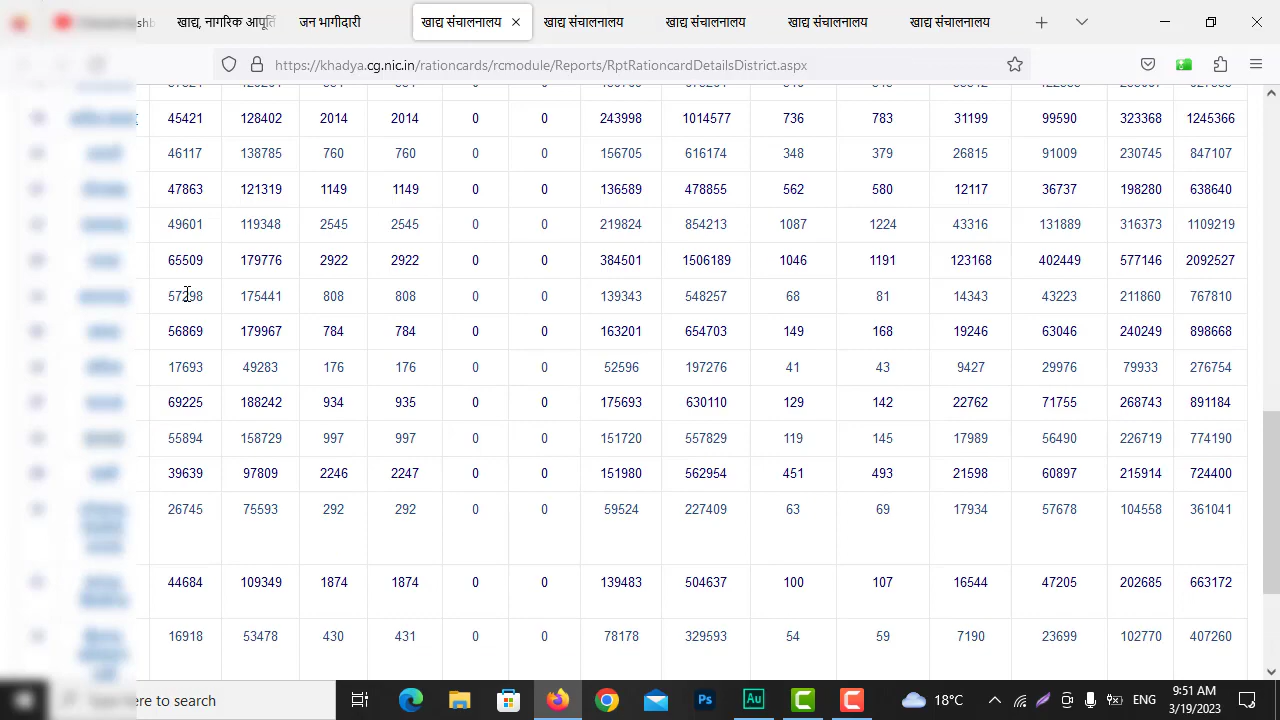 खाद्य, नागरिक आपूर्ति
जन भागीदारी
खाद्य संचालनालय
खाद्य संचालनालय
खाद्य संचालनालय
खाद्य संचालनालय
खाद्य संचालनालय
https://khadya.cg.nic.in/rationcards/rcmodule/Reports/RptRationcardDetailsDistrict.aspx
45421 128402 2014 2014 0 0 243998 1014577 736 783 31199 99590 323368 1245366
46117 138785 760 760 0 0 156705 616174 348 379 26815 91009 230745 847107
47863 121319 1149 1149 0 0 136589 478855 562 580 12117 36737 198280 638640
49601 119348 2545 2545 0 0 219824 854213 1087 1224 43316 131889 316373 1109219
65509 179776 2922 2922 0 0 384501 1506189 1046 1191 123168 402449 577146 2092527
175441 808 808 0 0 139343 548257 68 81 14343 43223 211860 767810
56869 179967 784 784 0 0 163201 654703 149 168 19246 63046 240249 898668
17693 49283 176 176 0 0 52596 197276 41 43 9427 29976 79933 276754
69225 188242 934 935 0 0 175693 630110 129 142 22762 71755 268743 891184
55894 158729 997 997 0 0 151720 557829 119 145 17989 56490 226719 774190
39639 97809 2246 2247 0 0 151980 562954 451 493 21598 60897 215914 724400
26745 75593 292 292 0 0 59524 227409 63 69 17934 57678 104558 361041
44684 109349 1874 1874 0 0 139483 504637 100 107 16544 47205 202685 663172
16918 53478 430 431 0 0 78178 329593 54 59 7190 23699 102770 407260
here to search
Ps
Au
C
C
18°C
ENG
9:51 AM
3/19/2023